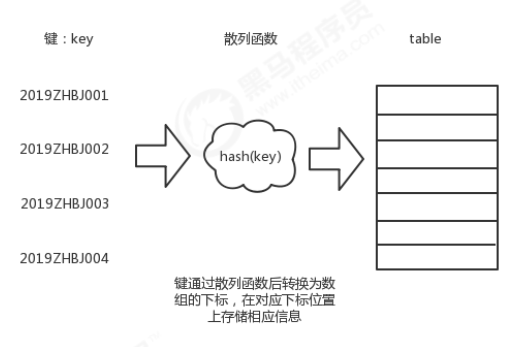 键：key
散列函数
table
2019ZHBJ001
2019ZHBJ002
2019ZHBJ003
2019ZHBJ004
hash(key)
键通过散列函数后转换为数
组的下标，在对应下标位置
上存储相应信息
黑马程序员
www.itheima.com